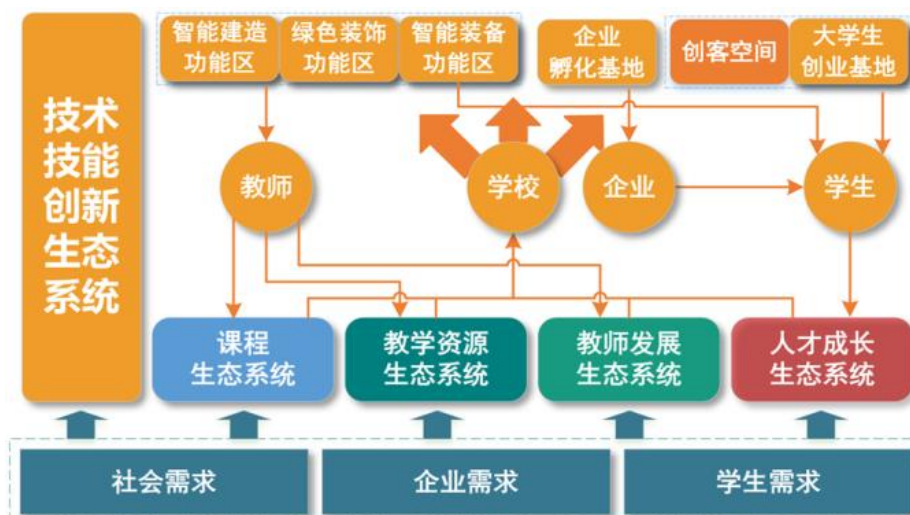 技术
技能
创新
生态
系统
智能建造
功能区
绿色装饰
功能区
智能装备
功能区
企业
孵化基地
创客空间
大学生
创业基地
教师
学校
企业
学生
课程
生态系统
教学资源
生态系统
教师发展
生态系统
人才成长
生态系统
社会需求
企业需求
学生需求